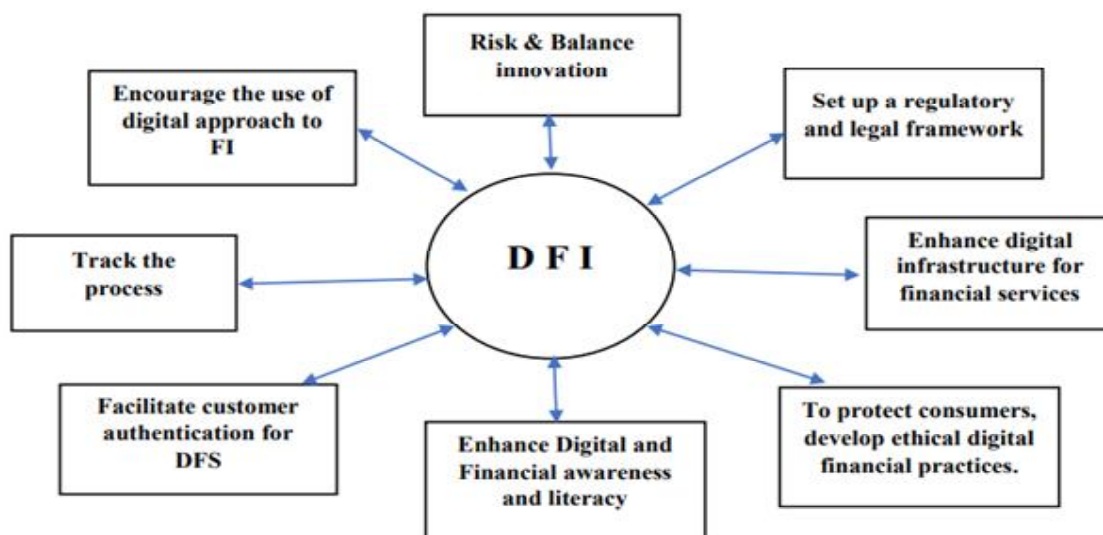 Risk & Balance
innovation
Encourage the use of
digital approach to
FI
Set up a regulatory
and legal framework
D F I
Track the
process
Enhance digital
infrastructure for
financial services
Facilitate customer
authentication for
DFS
Enhance Digital and
Financial awareness
and literacy
To protect consumers,
develop ethical digital
financial practices.